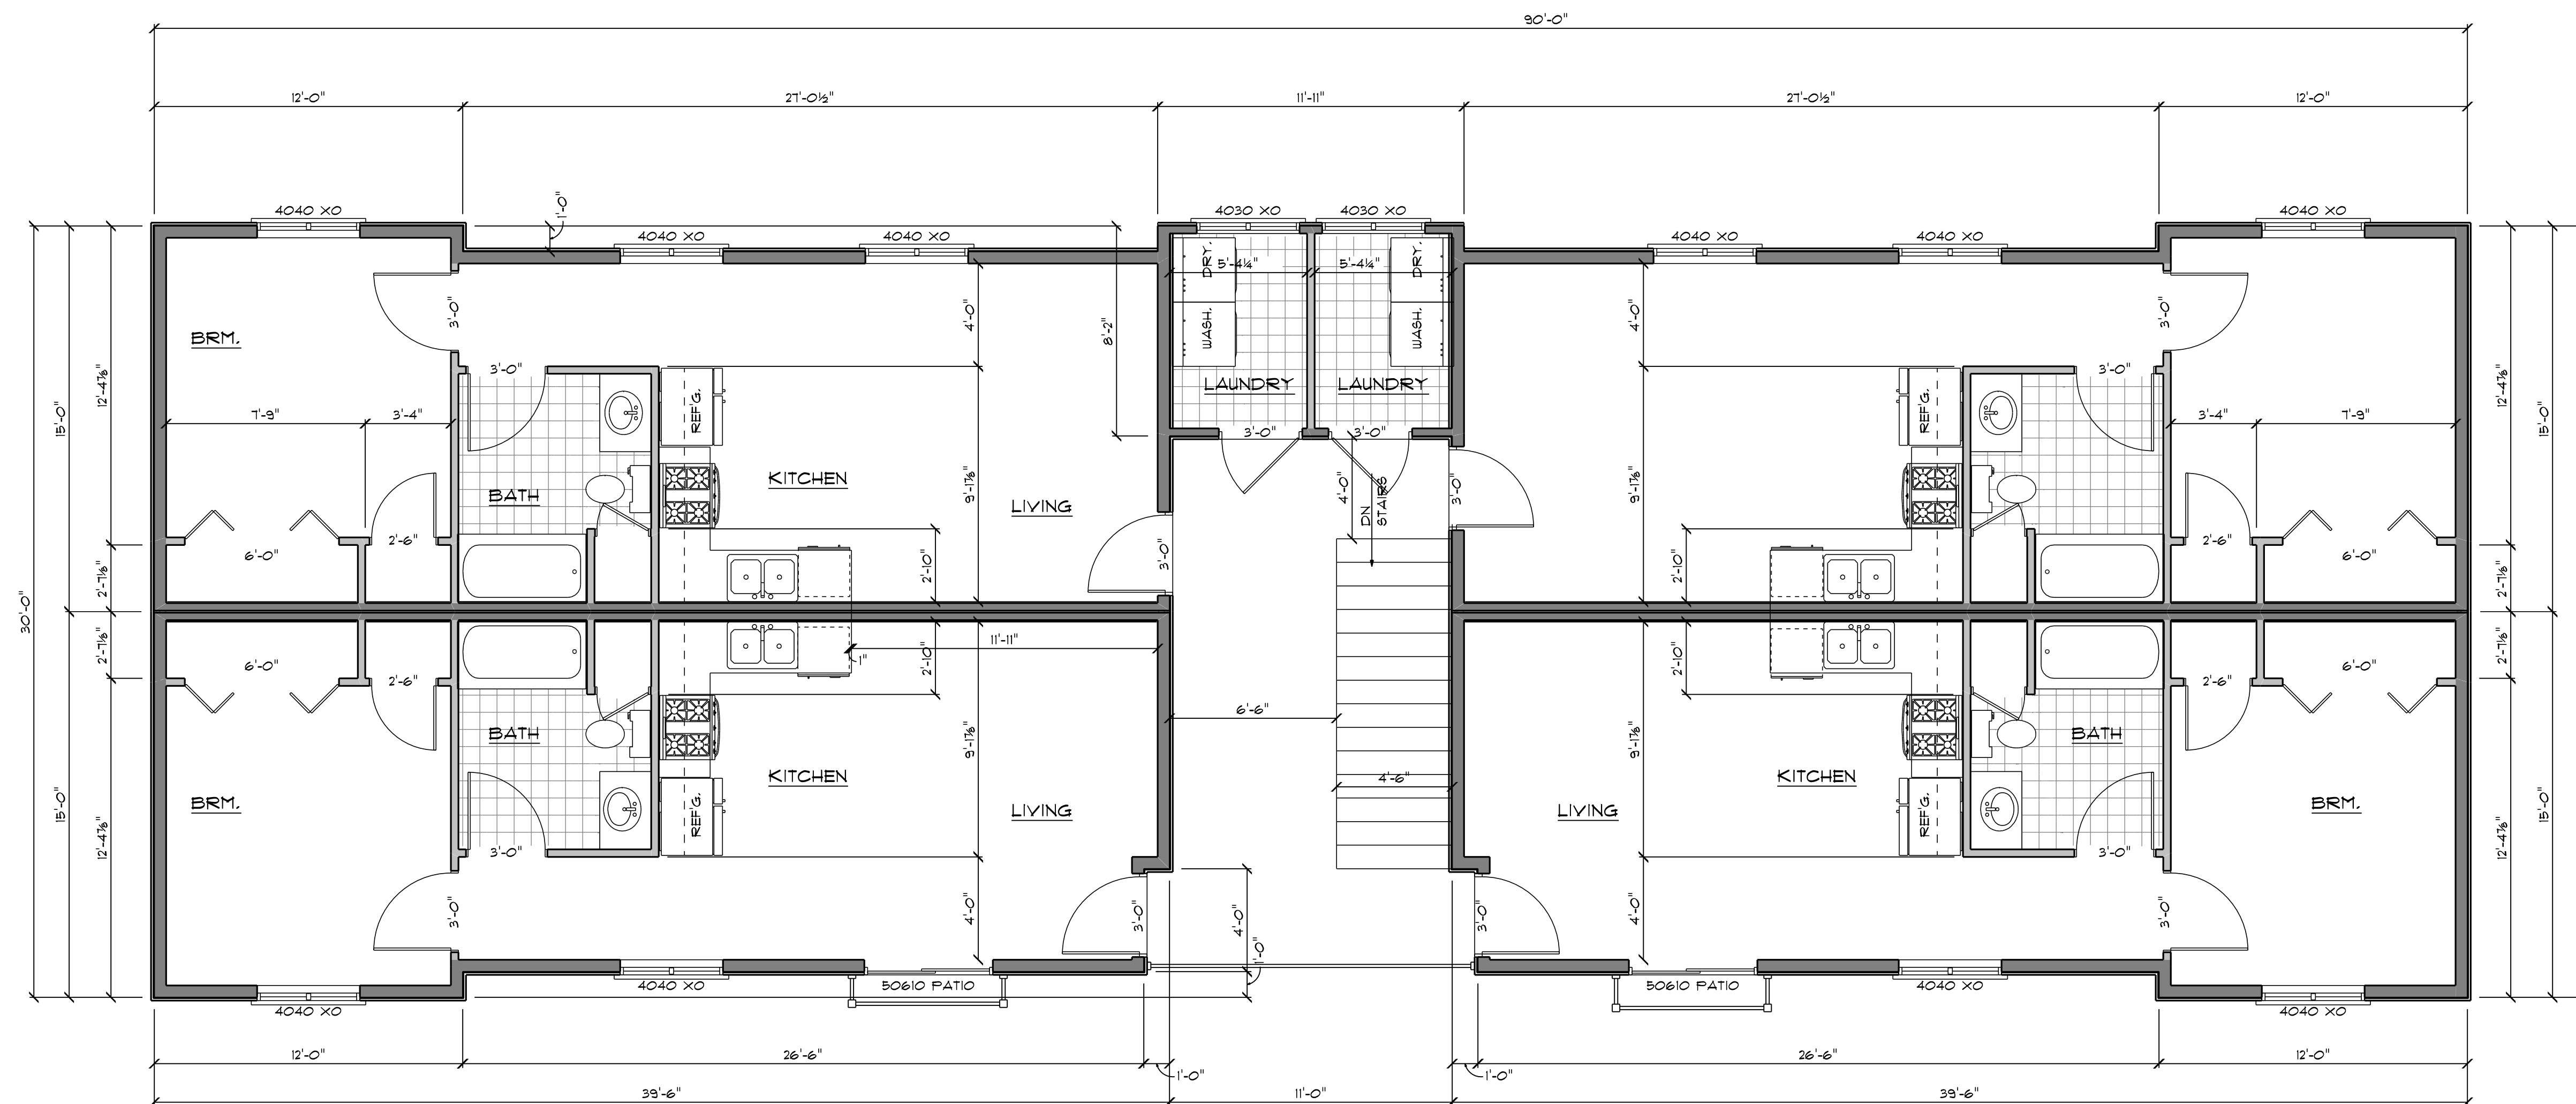 90'-0"
12'-0"
27'-0½"
11'-11"
27'-0½"
12'-0"
1'-0"
4040 XO
4030 XO
4030 XO
4040 XO
4040 XO
4040 XO
4040 XO
4040 XO
5'-4¼"
5'-4¼"
DRY.
DRY.
WASH.
WASH.
3'-0"
4'-0"
8'-2"
4'-0"
3'-0"
BRM.
3'-0"
LAUNDRY
LAUNDRY
3'-0"
12'-4⅞"
15'-0"
7'-9"
3'-4"
REF'G.
3'-0"
3'-0"
REF'G.
3'-4"
7'-9"
12'-4⅞"
15'-0"
KITCHEN
9'-1⅞"
LIVING
BATH
4'-0"
DN
STAIRS
3'-0"
9'-1⅞"
6'-0"
2'-6"
2'-10"
3'-0"
2'-10"
2'-6"
6'-0"
2'-7⅛"
2'-7⅛"
30'-0"
2'-7⅛"
6'-0"
2'-6"
11'-11"
1"
2'-10"
2'-10"
2'-6"
6'-0"
2'-7⅛"
6'-6"
BATH
9'-1⅞"
9'-1⅞"
BATH
KITCHEN
4'-6"
KITCHEN
BRM.
REF'G.
LIVING
LIVING
REF'G.
BRM.
15'-0"
12'-4⅞"
12'-4⅞"
15'-0"
3'-0"
3'-0"
3'-0"
4'-0"
3'-0"
4'-0"
1'-0"
3'-0"
4'-0"
3'-0"
4040 XO
50610 PATIO
50610 PATIO
4040 XO
4040 XO
4040 XO
12'-0"
26'-6"
1'-0"
1'-0"
26'-6"
12'-0"
39'-6"
11'-0"
39'-6"